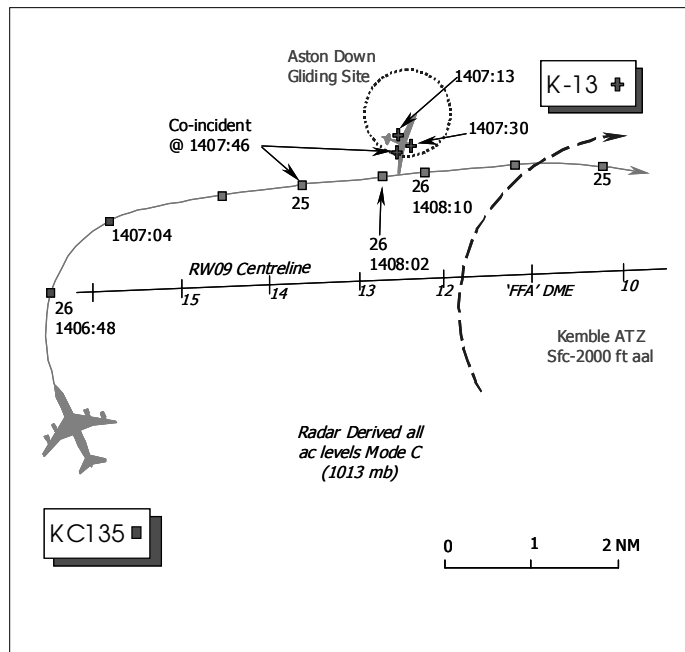 Aston Down
Gliding Site
K-13
1407:13
Co-incident
@ 1407:46
1407:30
25
26
1408:10
25
1407:04
26
1408:02
RW09 Centreline
15
14
13
12
'FFA' DME
10
26
1406:48
Kemble ATZ
Sfc-2000 ft aal
Radar Derived all
ac levels Mode C
(1013 mb)
KC135
0
1
2 NM